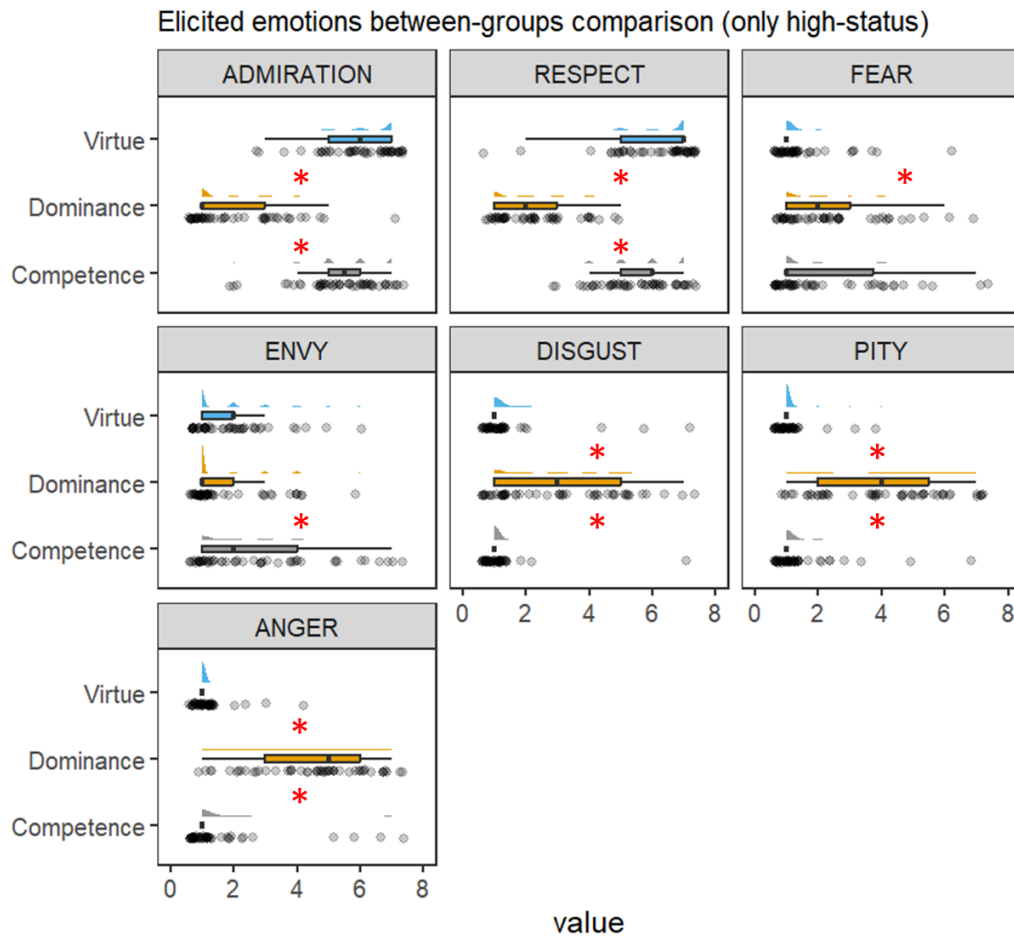 Elicited emotions between-groups comparison (only high-status)
ADMIRATION
RESPECT
FEAR
Virtue
*
*
*
Dominance
*
*
Competence
ENVY
DISGUST
PITY
Virtue
*
*
Dominance
*
*
*
Competence
0 2 4 6 8
0 2 4 6 8
ANGER
Virtue
*
Dominance
*
Competence
0 2 4 6 8
value